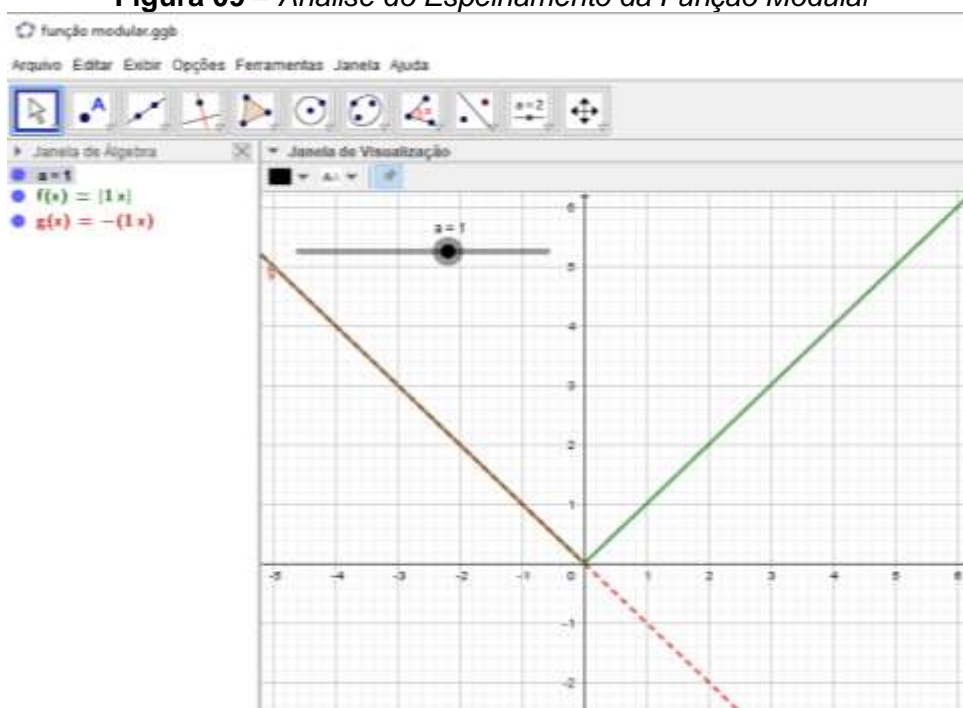 Figura 09 – Análise do Espelhamento da Função Modular
função modular.ggb
Arquivo Editar Exibir Opções Ferramentas Janela Ajuda
A
a=2
Janela de Álgebra
Janela de Visualização
a = 1
f(x) = |1 x|
g(x) = −(1 x)
a = 1
6
5
4
3
2
1
-5 -4 -3 -2 -1 0 1 2 3 4 5 6
-1
-2